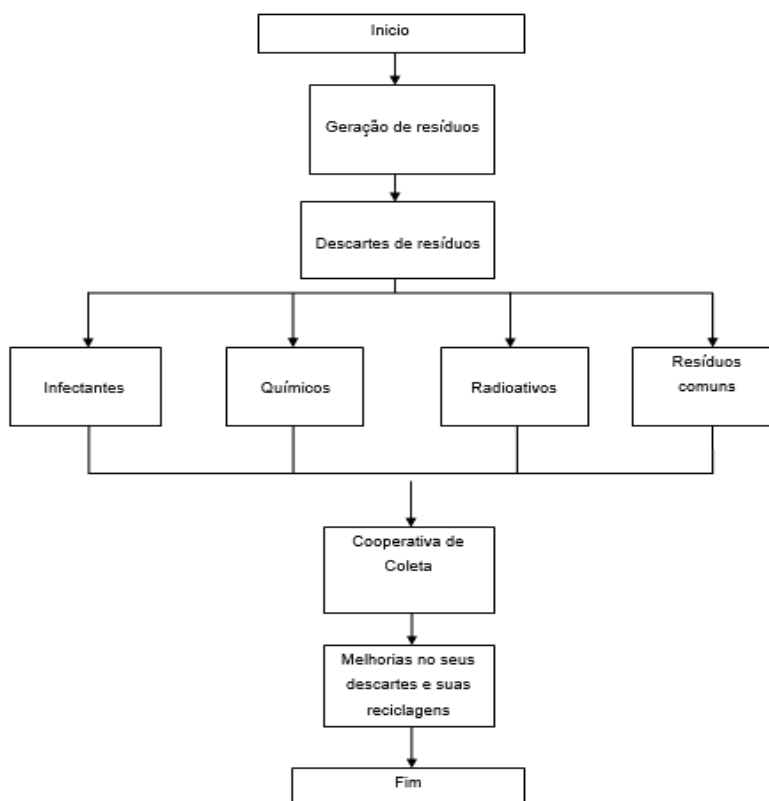 Inicio
Geração de resíduos
Descartes de resíduos
Infectantes
Químicos
Radioativos
Resíduos
comuns
Cooperativa de
Coleta
Melhorias no seus
descartes e suas
reciclagens
Fim